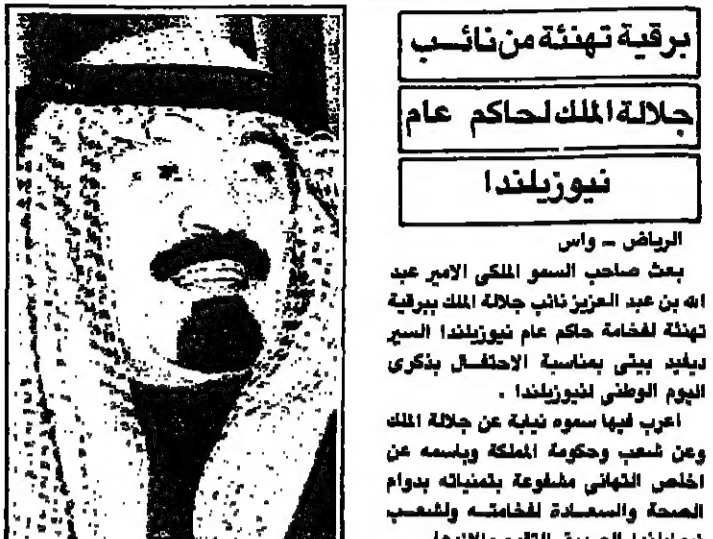 برقية تهنئة من نائب
جلالة الملك لحاكم عام
نيوزيلندا
الرياض – واس
بعث صاحب السمو الملكي الامير عبد
الله بن عبد العزيز نائب جلالة الملك ببرقية
تهنئة لفخامة حاكم عام نيوزيلندا السير
ديفيد بيتي بمناسبة الاحتفال بذكرى
اليوم الوطني لنيوزيلندا .
اعرب فيها سموه نيابة عن جلالة الملك
وعن شعب وحكومة المملكة وباسمه عن
اخلص التهاني مشفوعة بتمنياته بدوام
الصحة والسعادة لفخامته ولشعب